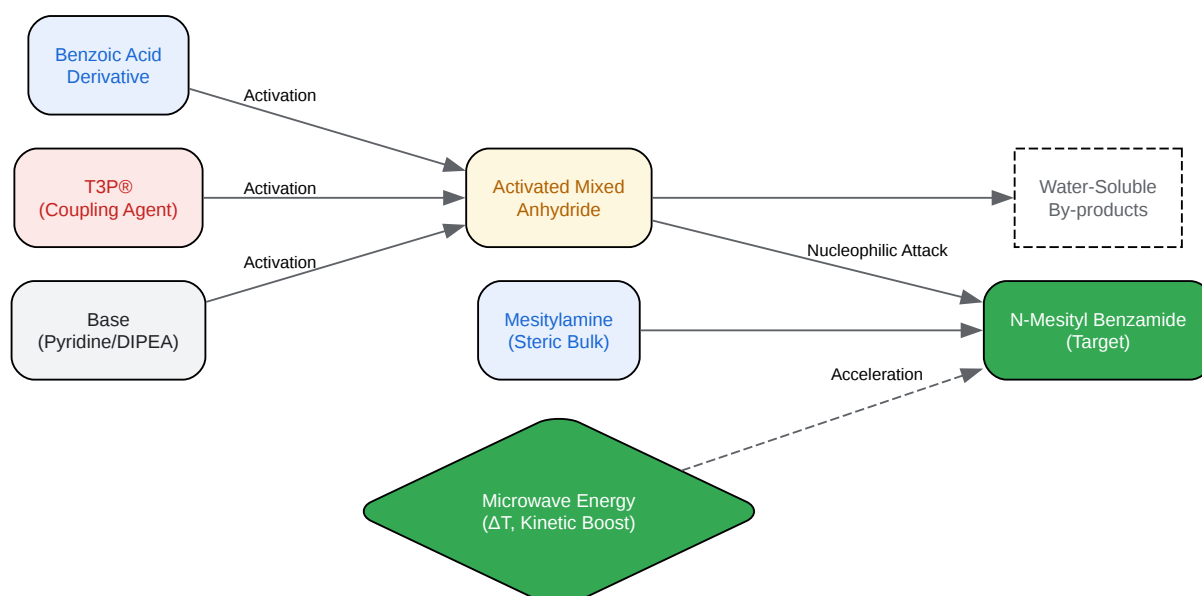 Benzoic Acid
Derivative
Activation
T3P®
(Coupling Agent)
Activation
Activated Mixed
Anhydride
Water-Soluble
By-products
Nucleophilic Attack
Activation
Base
(Pyridine/DIPEA)
Mesitylamine
(Steric Bulk)
N-Mesityl Benzamide
(Target)
Acceleration
Microwave Energy
(ΔT, Kinetic Boost)